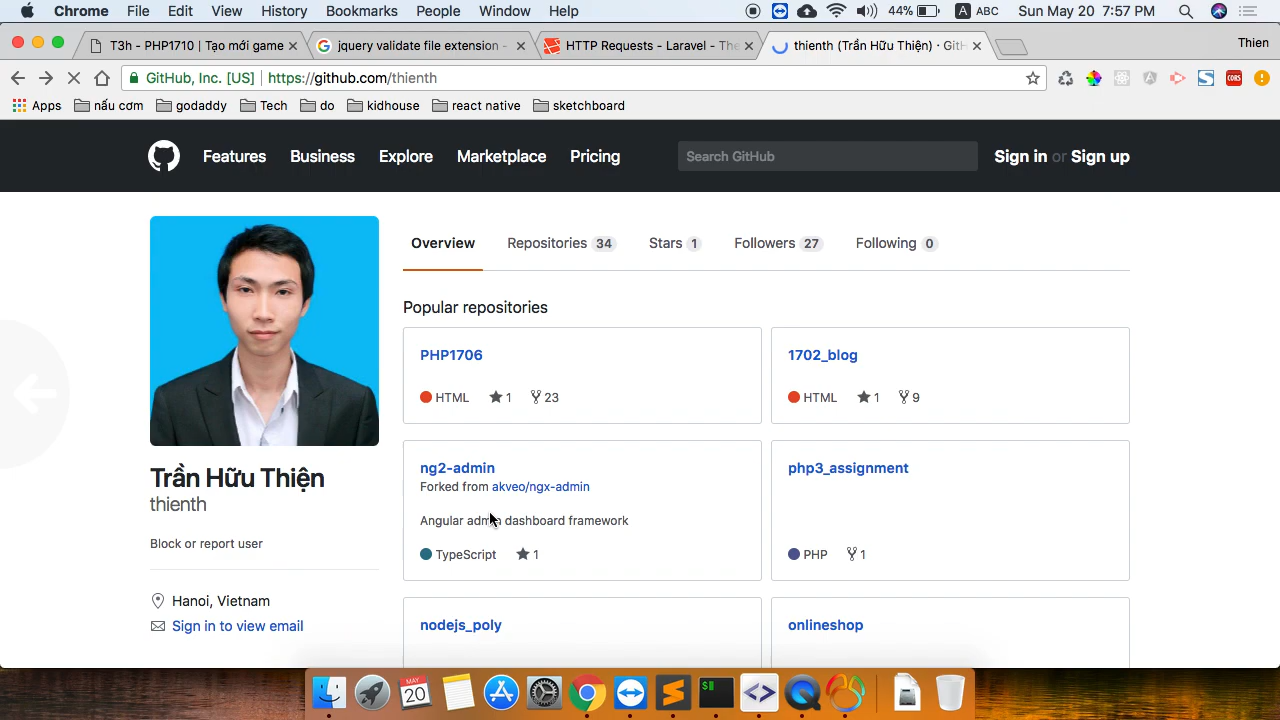 Chrome File Edit View History Bookmarks People Window Help 44% A ABC Sun May 20 7:57 PM
T3h - PHP1710 | Tạo mới game jquery validate file extension - HTTP Requests - Laravel - The thienth (Trần Hữu Thiện) · GitH Thien
GitHub, Inc. [US] https://github.com/thienth CORS
Apps nấu cơm godaddy Tech do kidhouse react native sketchboard
Features Business Explore Marketplace Pricing Search GitHub Sign in or Sign up
Overview Repositories 34 Stars 1 Followers 27 Following 0
Popular repositories
PHP1706
HTML 1 23
1702_blog
HTML 1 9
ng2-admin
Forked from akveo/ngx-admin
Angular admin dashboard framework
TypeScript 1
php3_assignment
PHP 1
nodejs_poly
onlineshop
Trần Hữu Thiện
thienth
Block or report user
Hanoi, Vietnam
Sign in to view email
MAY
20